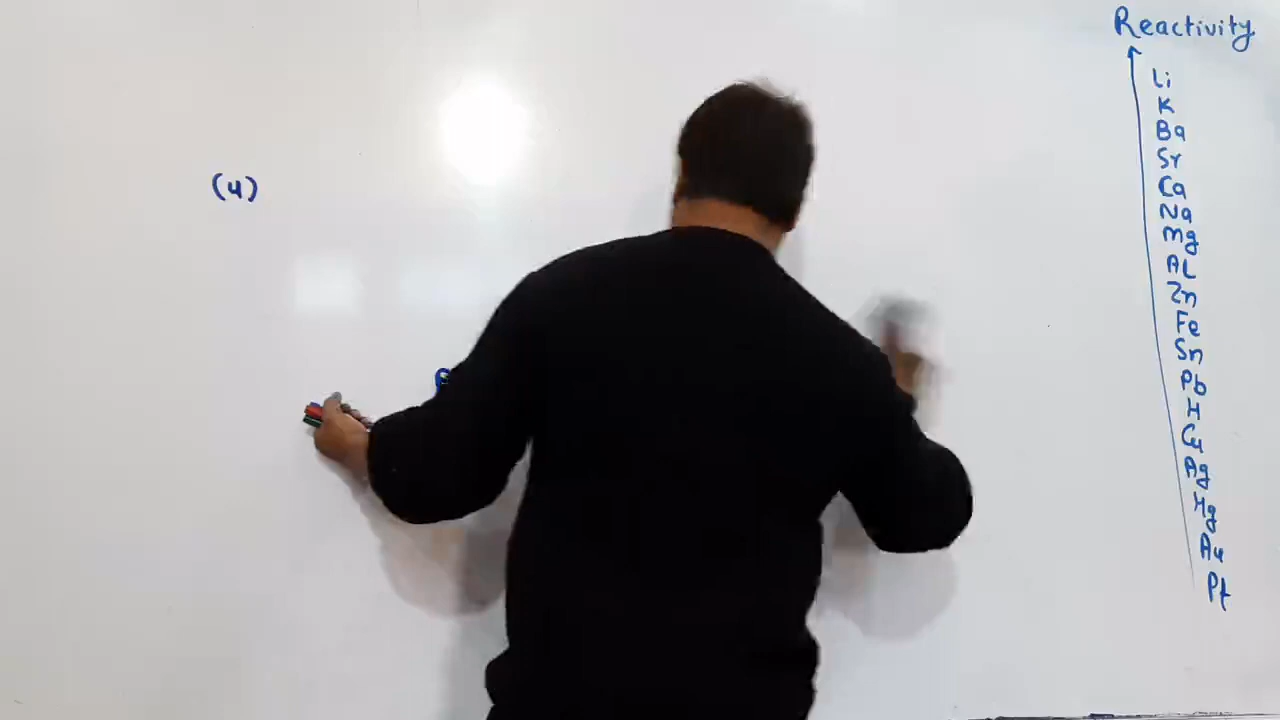 Reactivity
Li
K
Ba
Sr
Ca
Na
Mg
AL
Zn
Fe
Sn
Pb
H
Cu
Ag
Hg
Au
Pt
(4)